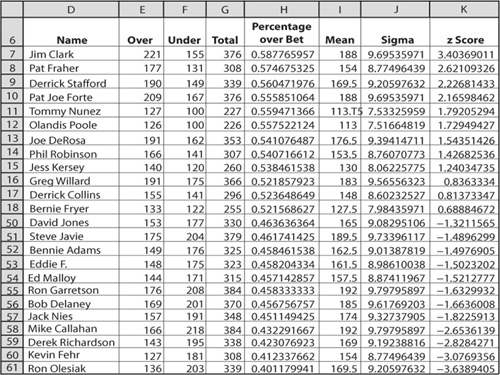 D E F G H I J K
6 Name Over Under Total Percentage over Bet Mean Sigma z Score
7 Jim Clark 221 155 376 0.587765957 188 9.69535971 3.40369011
8 Pat Fraher 177 131 308 0.574675325 154 8.77496439 2.62109326
9 Derrick Stafford 190 149 339 0.560471976 169.5 9.20597632 2.22681433
10 Pat Joe Forte 209 167 376 0.555851064 188 9.69535971 2.16598462
11 Tommy Nunez 127 100 227 0.559471366 113.T5 7.53325959 1.79205294
12 Olandis Poole 126 100 226 0.557522124 113 7.51664819 1.72949427
13 Joe DeRosa 191 162 353 0.541076487 176.5 9.39414711 1.54351426
14 Phil Robinson 166 141 307 0.540716612 153.5 8.76070773 1.42682536
15 Jess Kersey 140 120 260 0.538461538 130 8.06225775 1.24034735
16 Greg Willard 191 175 366 0.521857923 183 9.56556323 0.8363334
17 Derrick Collins 155 141 296 0.523648649 148 8.60232527 0.81373347
18 Bernie Fryer 133 122 255 0.521568627 127.5 7.98435971 0.68884672
50 David Jones 153 177 330 0.463636364 165 9.08295106 −1.3211565
51 Steve Javie 175 204 379 0.461741425 189.5 9.73396117 −1.4896299
52 Bennie Adams 149 176 325 0.458461538 162.5 9.01387819 −1.4976905
53 Eddie F. 148 175 323 0.458204334 161.5 8.98610038 −1.5023202
54 Ed Malloy 144 171 315 0.457142857 157.5 8.87411967 −1.5212777
55 Ron Garretson 176 208 384 0.458333333 192 9.79795897 −1.6329932
56 Bob Delaney 169 201 370 0.456756757 185 9.61769203 −1.6636008
57 Jack Nies 157 191 348 0.451149425 174 9.32737905 −1.8225913
58 Mike Callahan 166 218 384 0.432291667 192 9.79795897 −2.6536139
59 Derek Richardson 143 195 338 0.423076923 169 9.19238816 −2.8284271
60 Kevin Fehr 127 181 308 0.412337662 154 8.77496439 −3.0769356
61 Ron Olesiak 136 203 339 0.401179941 169.5 9.20597632 −3.6389405